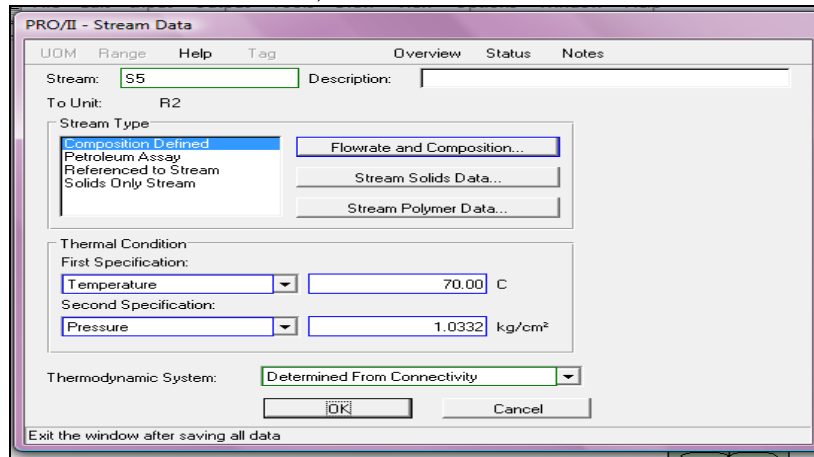 PRO/II - Stream Data
UOM Range Help Tag Overview Status Notes
Stream: S5 Description:
To Unit: R2
Stream Type
Composition Defined
Petroleum Assay
Referenced to Stream
Solids Only Stream
Flowrate and Composition...
Stream Solids Data...
Stream Polymer Data...
Thermal Condition
First Specification:
Temperature 70.00 C
Second Specification:
Pressure 1.0332 kg/cm²
Thermodynamic System: Determined From Connectivity
OK Cancel
Exit the window after saving all data